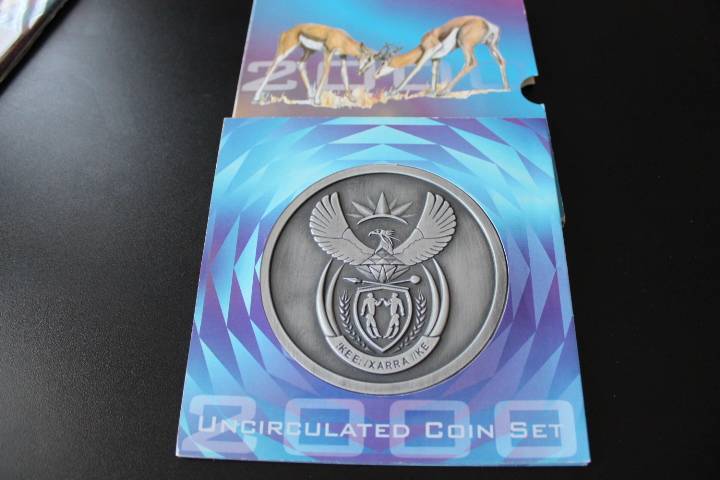 2000
!KE E: /XARRA //KE
2000
UNCIRCULATED COIN SET